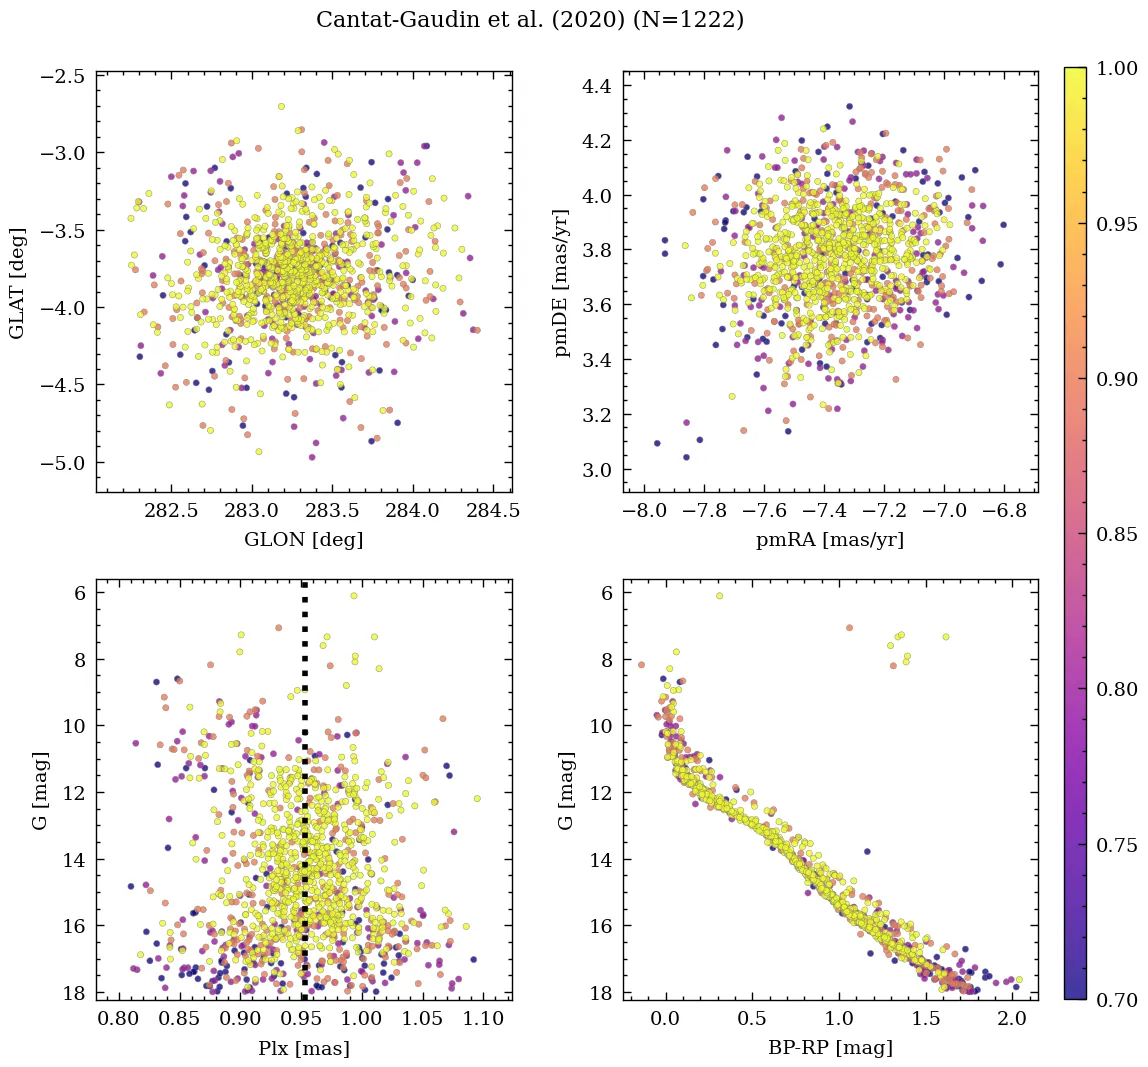 Cantat-Gaudin et al. (2020) (N=1222)
−2.5
−3.0
−3.5
−4.0
−4.5
−5.0
GLAT [deg]
282.5 283.0 283.5 284.0 284.5
GLON [deg]
4.4
4.2
4.0
3.8
3.6
3.4
3.2
3.0
pmDE [mas/yr]
−8.0 −7.8 −7.6 −7.4 −7.2 −7.0 −6.8
pmRA [mas/yr]
6
8
10
12
14
16
18
G [mag]
0.80 0.85 0.90 0.95 1.00 1.05 1.10
Plx [mas]
6
8
10
12
14
16
18
G [mag]
0.0 0.5 1.0 1.5 2.0
BP-RP [mag]
1.00
0.95
0.90
0.85
0.80
0.75
0.70